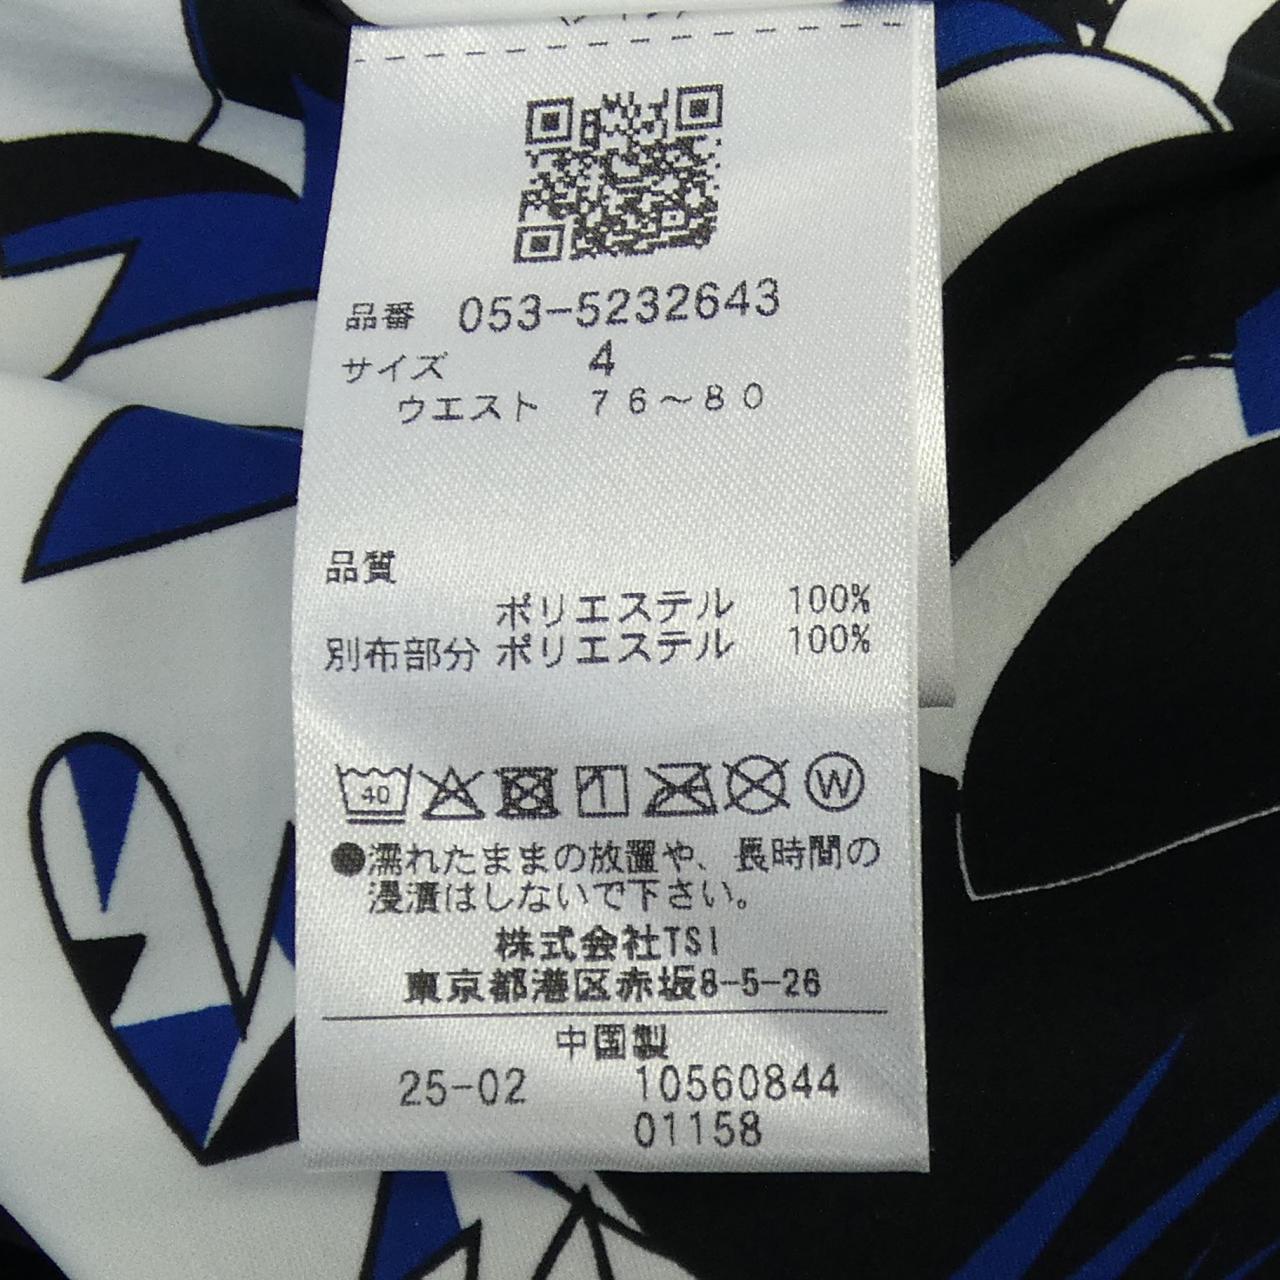 品番 053-5232643
サイズ 4
ウエスト 76〜80
品質
ポリエステル 100%
別布部分 ポリエステル 100%
40
W
●濡れたままの放置や、長時間の
浸漬はしないで下さい。
株式会社TSI
東京都港区赤坂8-5-26
中国製
25-02 10560844
01158